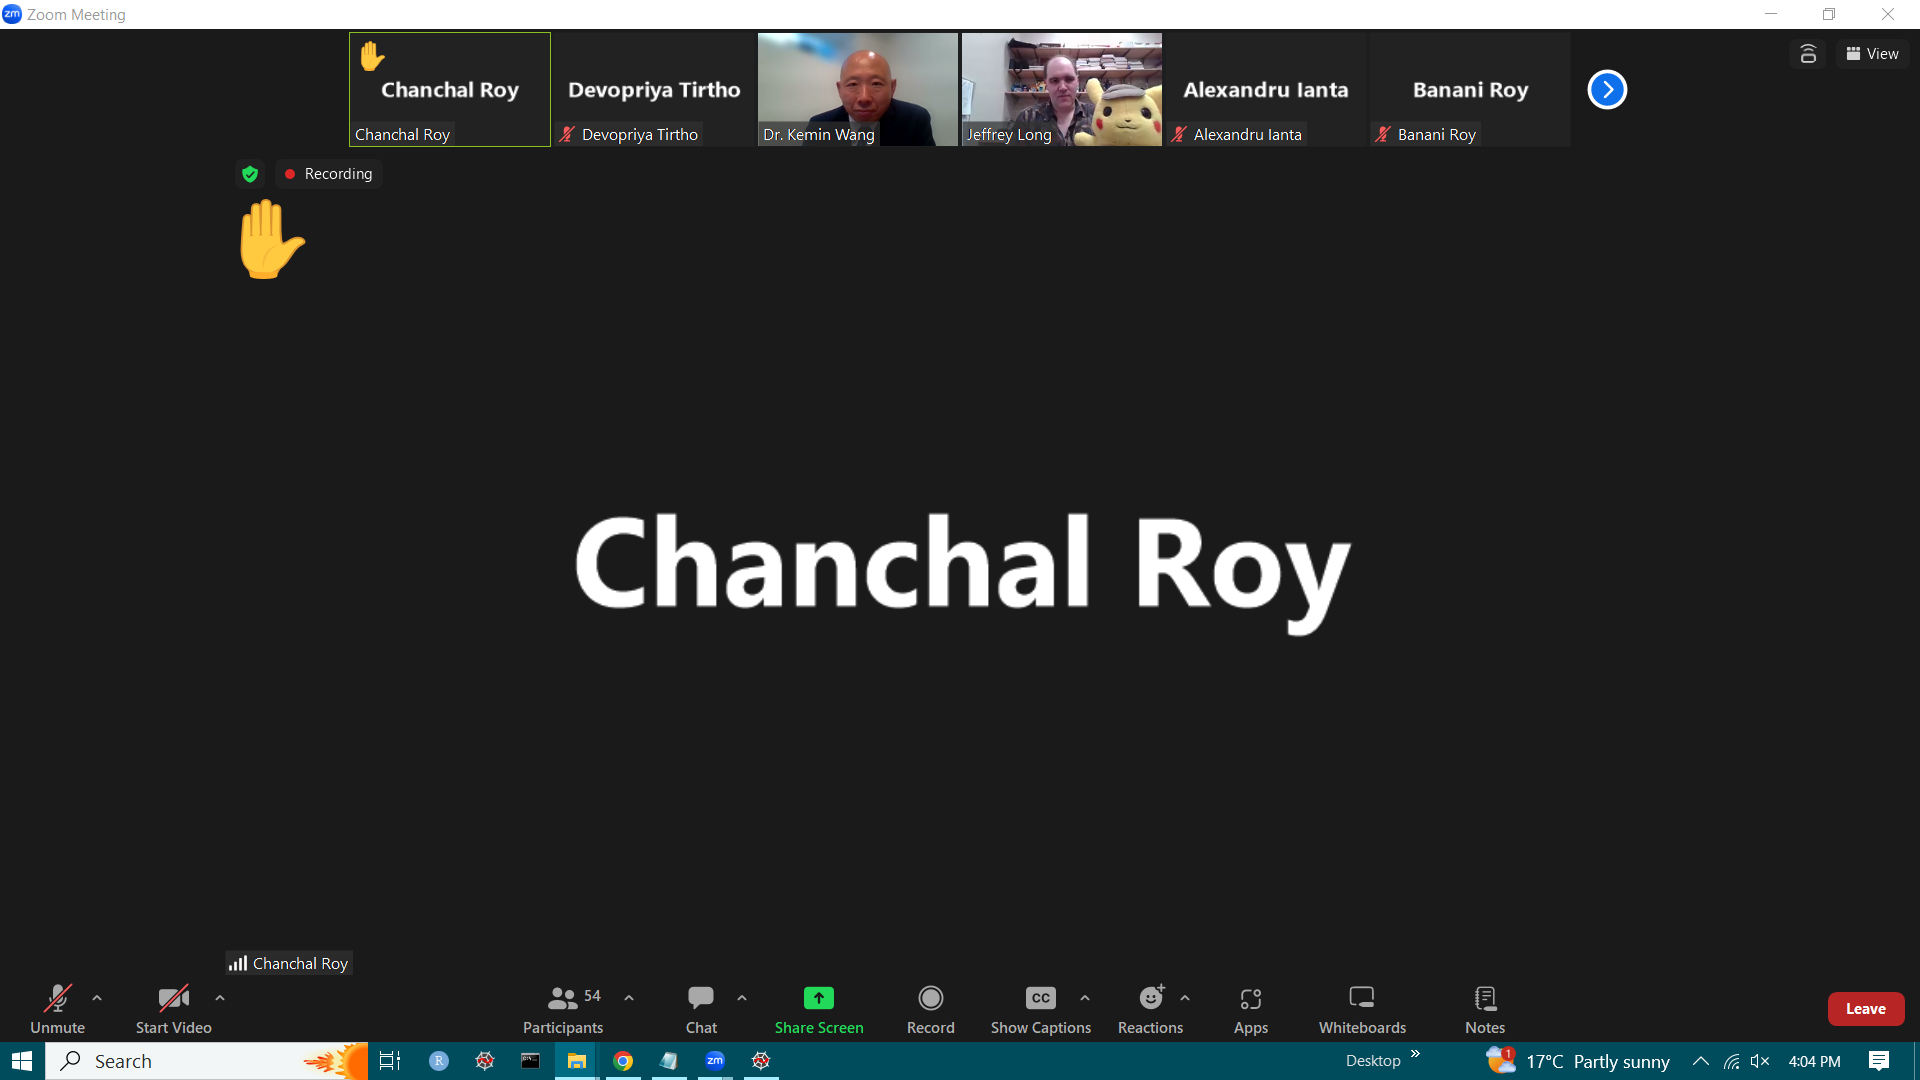 zm Zoom Meeting
Chanchal Roy
Devopriya Tirtho
Alexandru Ianta
Banani Roy
View
Chanchal Roy
Devopriya Tirtho
Dr. Kemin Wang
Jeffrey Long
Alexandru Ianta
Banani Roy
Recording
Chanchal Roy
Chanchal Roy
54
CC
Unmute
Start Video
Participants
Chat
Share Screen
Record
Show Captions
Reactions
Apps
Whiteboards
Notes
Leave
Search
R
zm
Desktop
»
1
17°C Partly sunny
4:04 PM